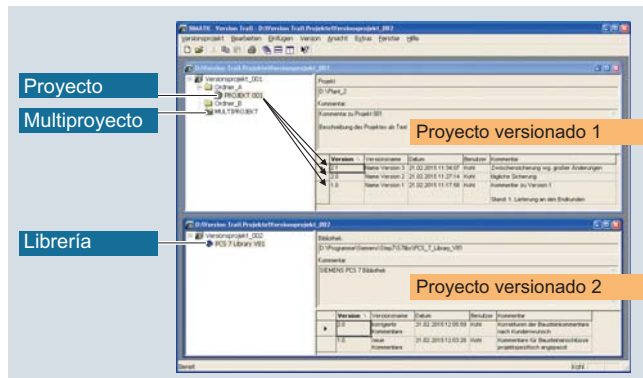 SIMATIC Version Trail - D:\Version Trail Projekte\Versionsprojekt_002
Versionsprojekt Bearbeiten Einfügen Version Ansicht Extras Fenster Hilfe
D:\Version Trail Projekte\Versionsprojekt_001
Versionsprojekt_001
Ordner_A
Proyecto
PROJEKT 001
Ordner_B
Multiproyecto
MULTIPROJEKT
Projekt
D:\Plant_2
Kommentar
Kommentar zu Projekt 001
Beschreibung des Projekten als Text
Proyecto versionado 1
Version Versionsname Datum Benutzer Kommentar
2.1 Name Version 3 21.02.2015 11:34:07 Kohl Zwischensicherung wg. großer Änderungen
2.0 Name Version 2 21.02.2015 11:27:14 Kohl tägliche Sicherung
1.0 Name Version 1 21.02.2015 11:17:58 Kohl Kommentar zu Version 1
Stand: 1. Lieferung an den Endkunden
D:\Version Trail Projekte\Versionsprojekt_002
Versionsprojekt_002
Librería
PCS 7 Library V81
Bibliothek
D:\Programme\Siemens\Step7\S7libs\PCS_7_Library_V81
Kommentar
SIEMENS PCS 7 Bibliothek
Proyecto versionado 2
Version Versionsname Datum Benutzer Kommentar
2.0 korrigierte Kommentare 21.02.2015 12:05:59 Kohl Korrekturen der Bausteinkommentare nach Kundenwunsch
1.0 neue Kommentare 21.02.2015 12:03:28 Kohl Kommentare für Bausteinanschlüsse projektspezifisch angepasst
Bereit
Kohl